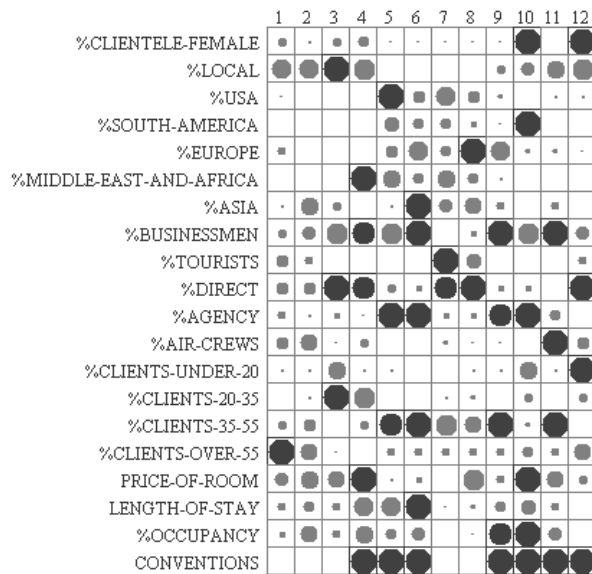 1 2 3 4 5 6 7 8 9 10 11 12
%CLIENTELE-FEMALE
%LOCAL
%USA
%SOUTH-AMERICA
%EUROPE
%MIDDLE-EAST-AND-AFRICA
%ASIA
%BUSINESSMEN
%TOURISTS
%DIRECT
%AGENCY
%AIR-CREWS
%CLIENTS-UNDER-20
%CLIENTS-20-35
%CLIENTS-35-55
%CLIENTS-OVER-55
PRICE-OF-ROOM
LENGTH-OF-STAY
%OCCUPANCY
CONVENTIONS